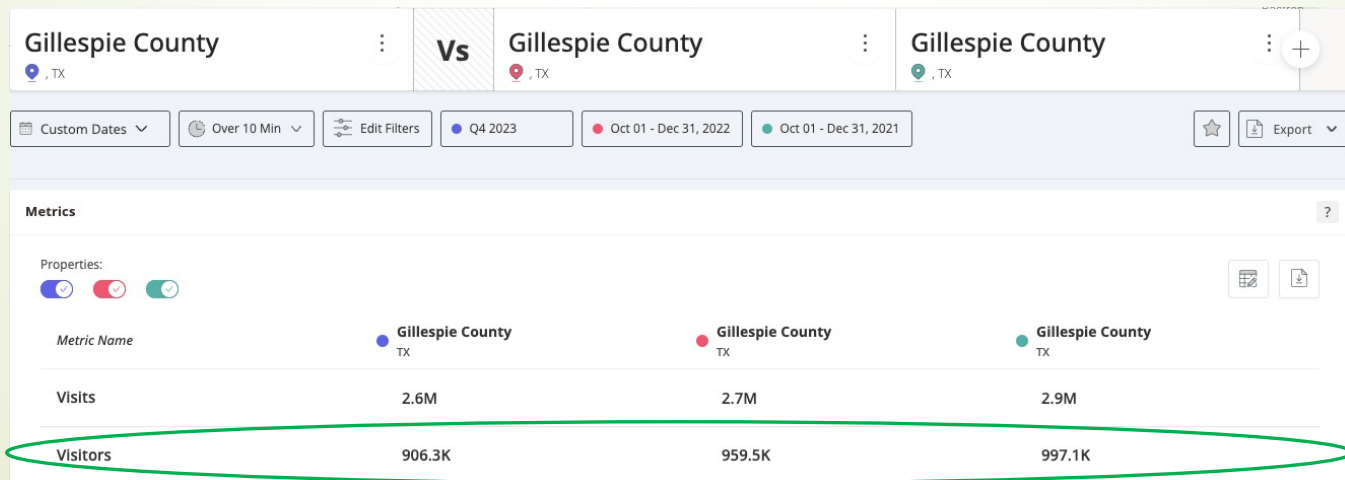 Gillespie County
, TX
Vs
Gillespie County
, TX
Gillespie County
, TX
Custom Dates
Over 10 Min
Edit Filters
Q4 2023
Oct 01 - Dec 31, 2022
Oct 01 - Dec 31, 2021
Export
Metrics
?
Properties:
Metric Name
Gillespie County
TX
Gillespie County
TX
Gillespie County
TX
Visits 2.6M 2.7M 2.9M
Visitors 906.3K 959.5K 997.1K